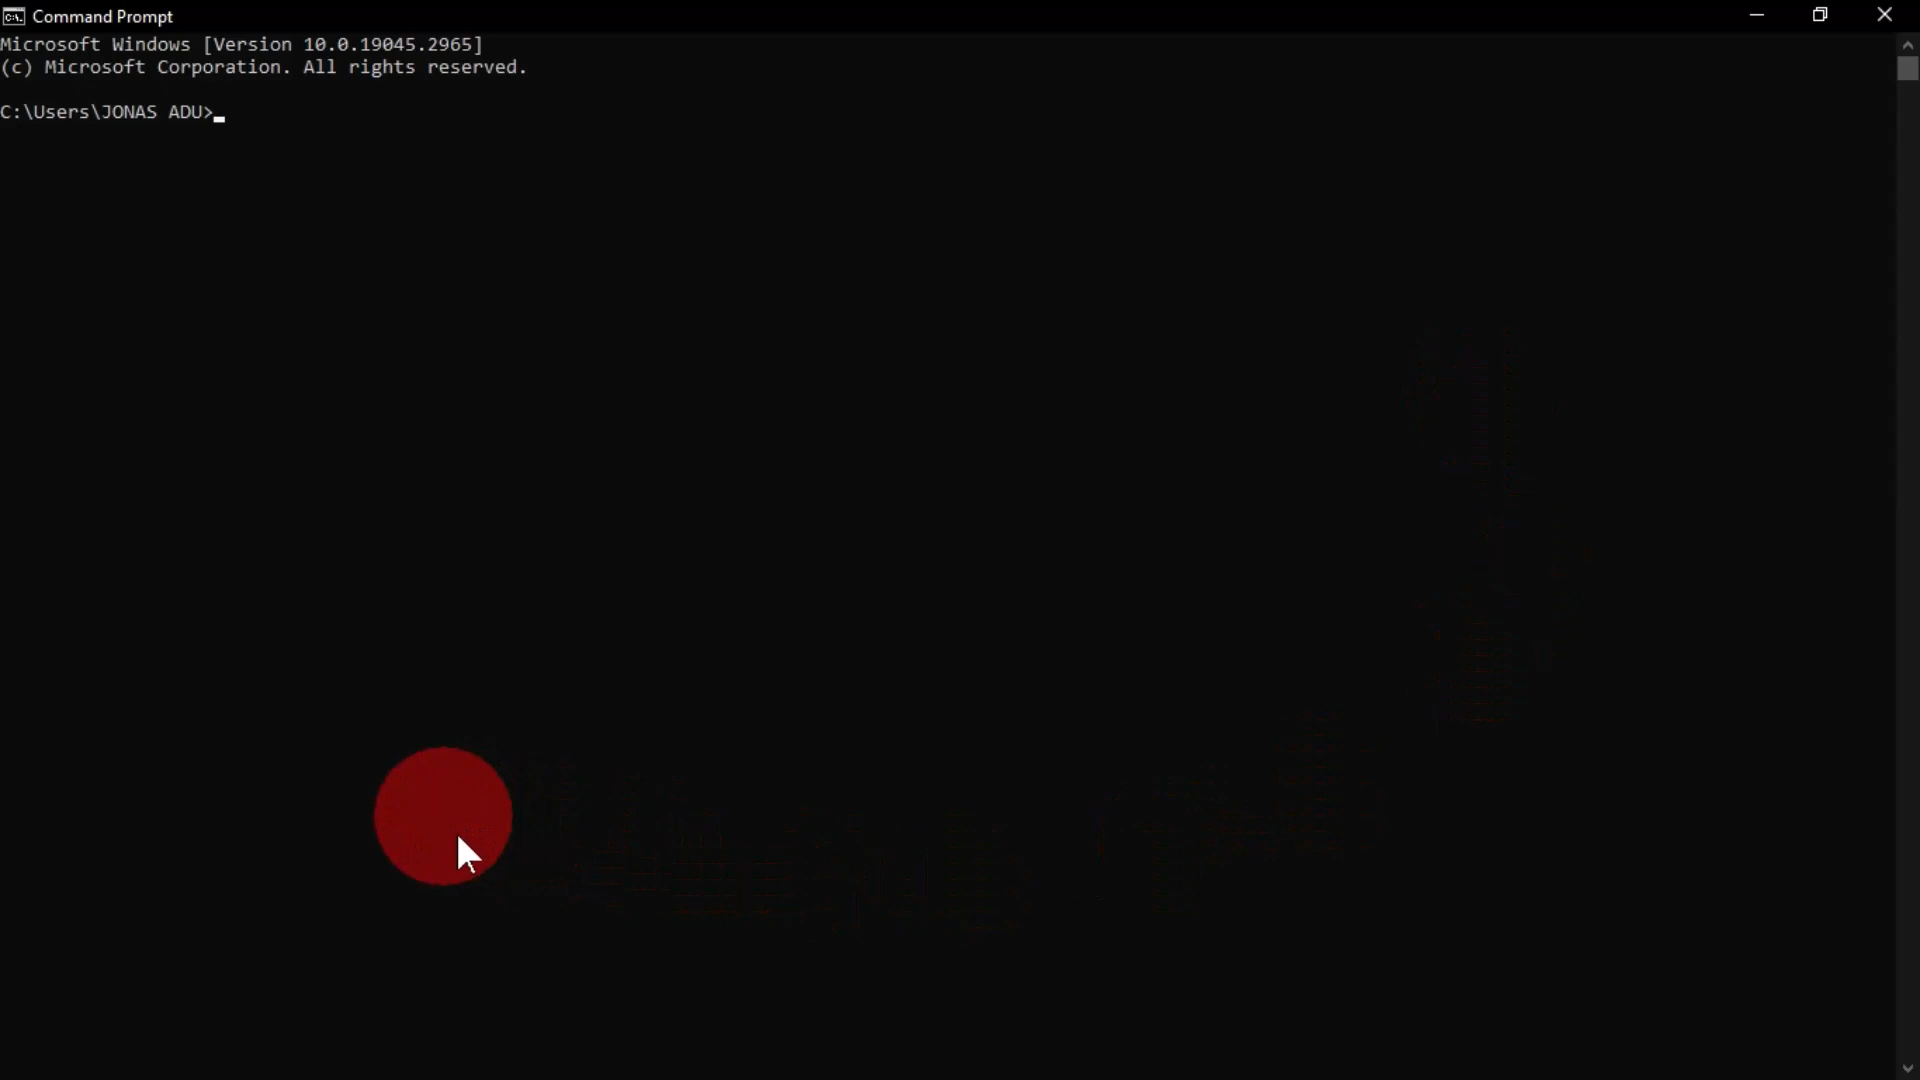 Command Prompt
Microsoft Windows [Version 10.0.19045.2965]
(c) Microsoft Corporation. All rights reserved.
C:\Users\JONAS ADU>